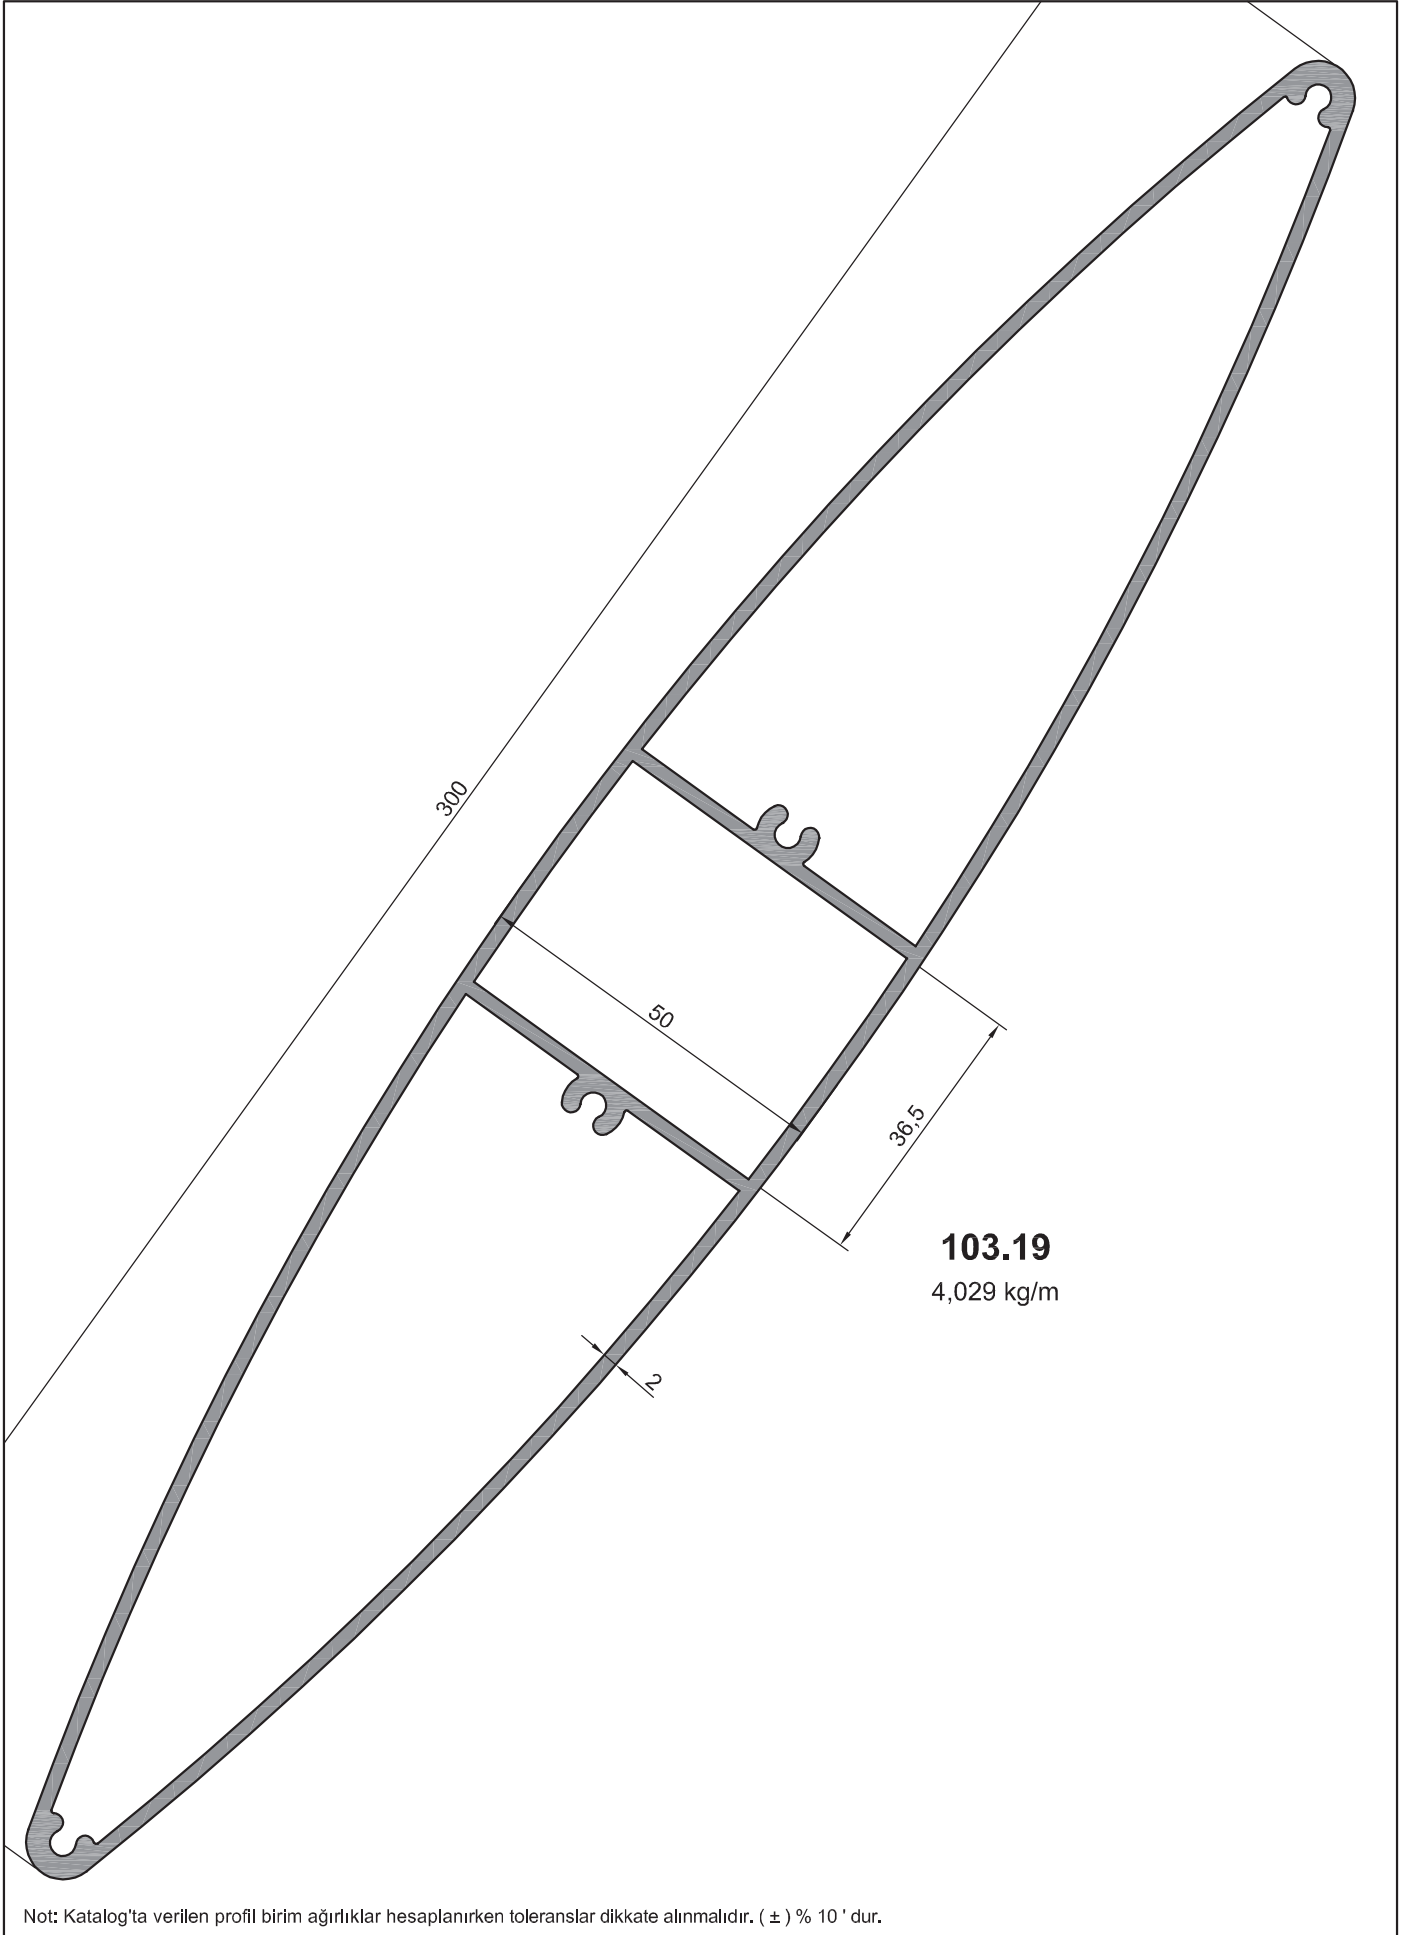 300
50
36,5
103.19
4,029 kg/m
2
Not: Katalog'ta verilen profil birim ağırlıklar hesaplanırken toleranslar dikkate alınmalıdır. ( ± ) % 10 ' dur.